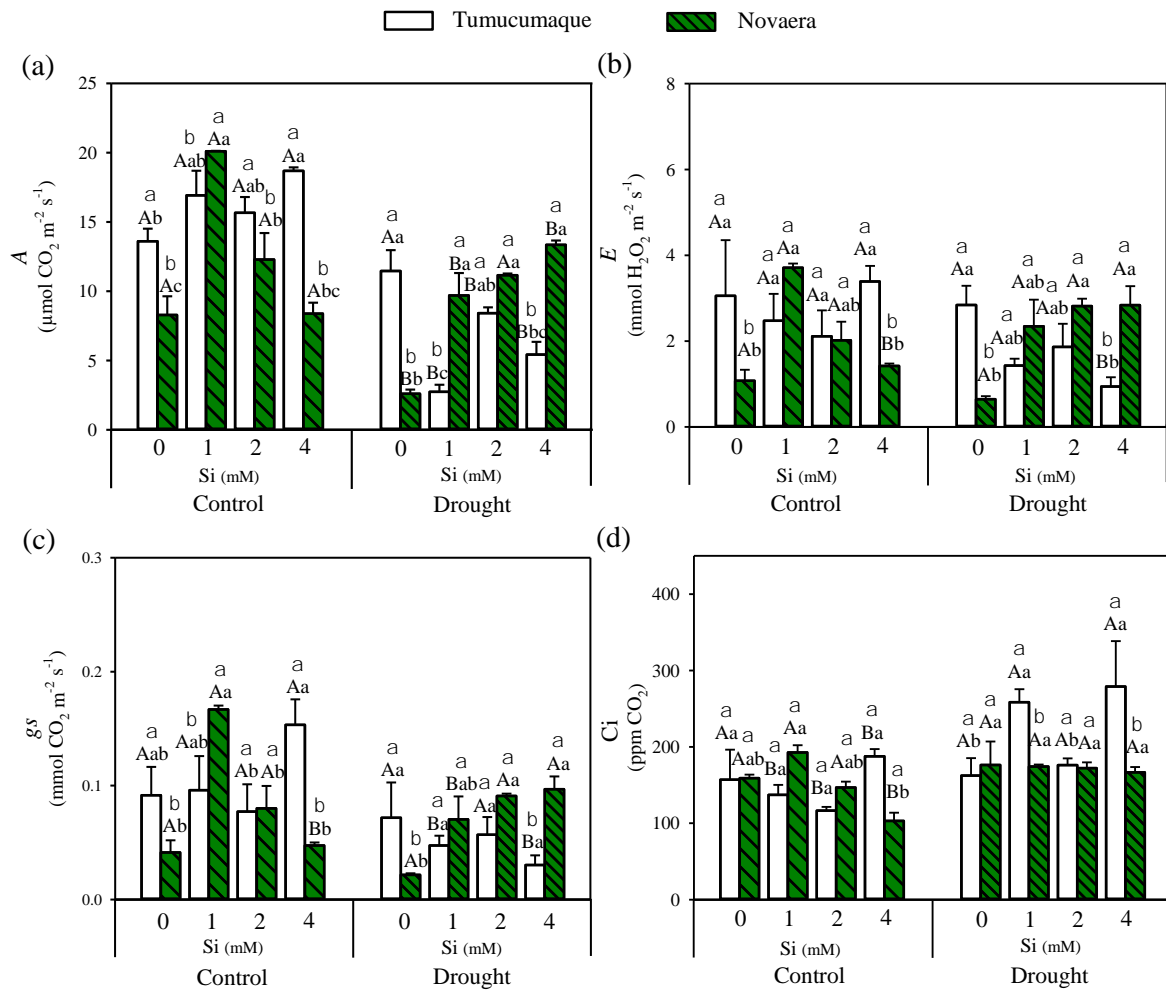 Tumucumaque Novaera
(a)
A
(µmol CO2 m-2 s-1)
25
20
15
10
5
0
a
Ab
b
Ac
b
Aab
a
Aa
a
Aab
b
Ab
a
Aa
b
Abc
a
Aa
b
Bb
b
Bc
a
Ba
a
Bab
a
Aa
b
Bbc
a
Ba
0 1 2 4 0 1 2 4
Si (mM) Si (mM)
Control Drought
(b)
E
(mmol H2O2 m-2 s-1)
8
6
4
2
0
a
Aa
b
Ab
a
Aa
a
Aa
a
Aa
a
Aab
a
Aa
b
Bb
a
Aa
b
Ab
a
Aab
a
Aab
a
Aab
a
Aa
b
Bb
a
Aa
0 1 2 4 0 1 2 4
Si (mM) Si (mM)
Control Drought
(c)
gs
(mmol CO2 m-2 s-1)
0.3
0.2
0.1
0.0
a
Aab
b
Ab
b
Aab
a
Aa
a
Ab
a
Ab
a
Aa
b
Bb
a
Aa
b
Ab
a
Ba
a
Bab
a
Aa
a
Aa
b
Ba
a
Aa
0 1 2 4 0 1 2 4
Si (mM) Si (mM)
Control Drought
(d)
Ci
(ppm CO2)
400
300
200
100
0
a
Aa
a
Aab
a
Ba
a
Aa
a
Ba
a
Aab
a
Ba
a
Bb
a
Ab
a
Aa
a
Aa
b
Aa
a
Ab
a
Aa
a
Aa
b
Aa
0 1 2 4 0 1 2 4
Si (mM) Si (mM)
Control Drought